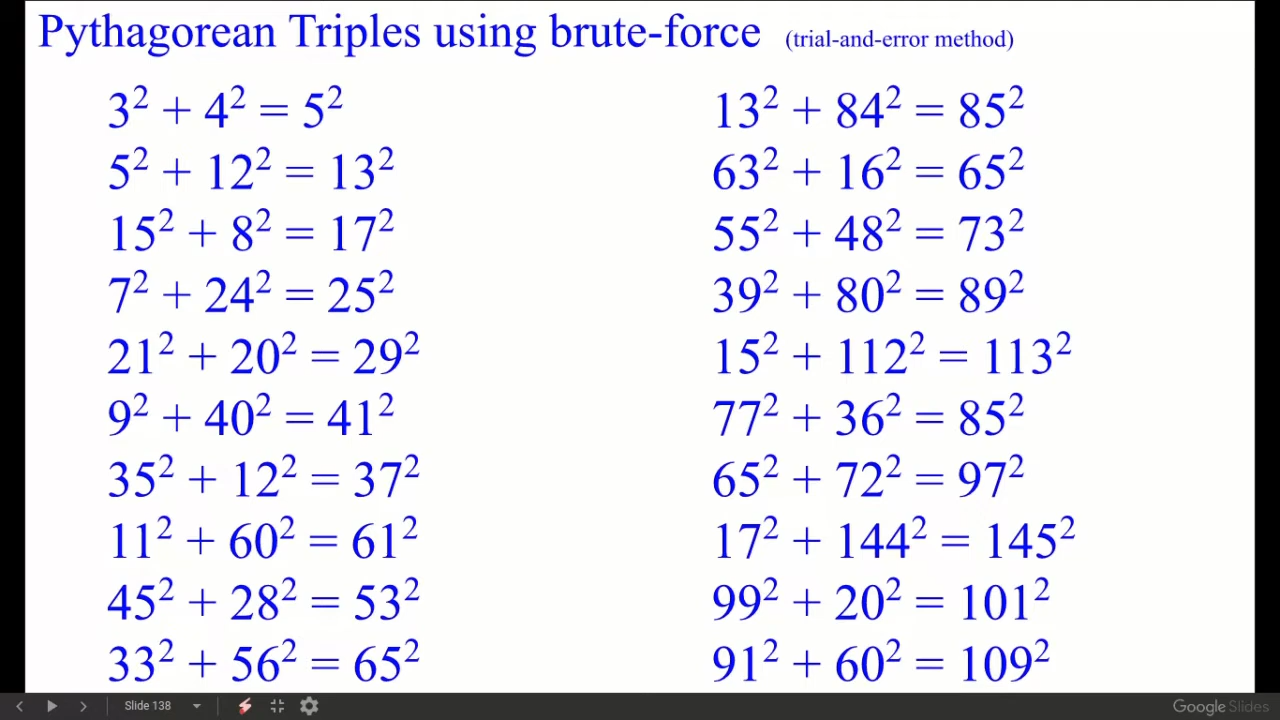 Pythagorean Triples using brute-force (trial-and-error method)
3² + 4² = 5²
5² + 12² = 13²
15² + 8² = 17²
7² + 24² = 25²
21² + 20² = 29²
9² + 40² = 41²
35² + 12² = 37²
11² + 60² = 61²
45² + 28² = 53²
33² + 56² = 65²
13² + 84² = 85²
63² + 16² = 65²
55² + 48² = 73²
39² + 80² = 89²
15² + 112² = 113²
77² + 36² = 85²
65² + 72² = 97²
17² + 144² = 145²
99² + 20² = 101²
91² + 60² = 109²
Slide 138
Google Slides